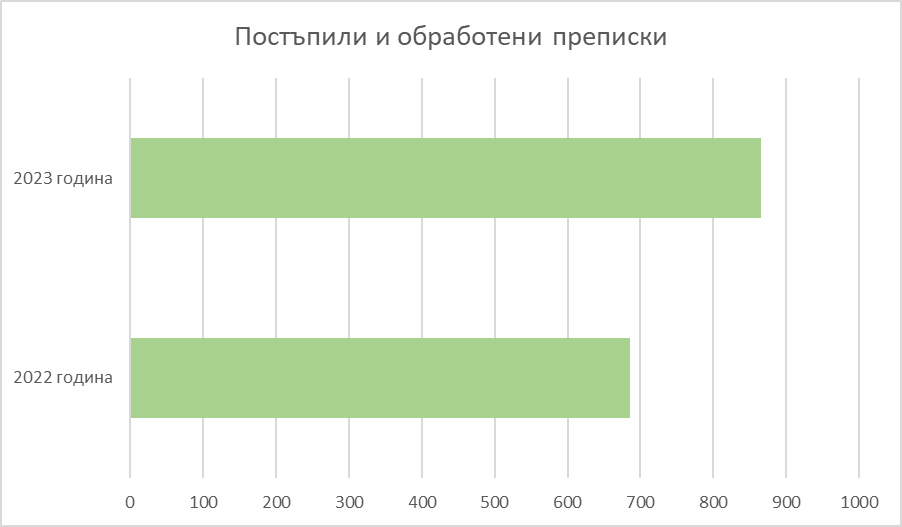 Постъпили и обработени преписки
2023 година
2022 година
0 100 200 300 400 500 600 700 800 900 1000